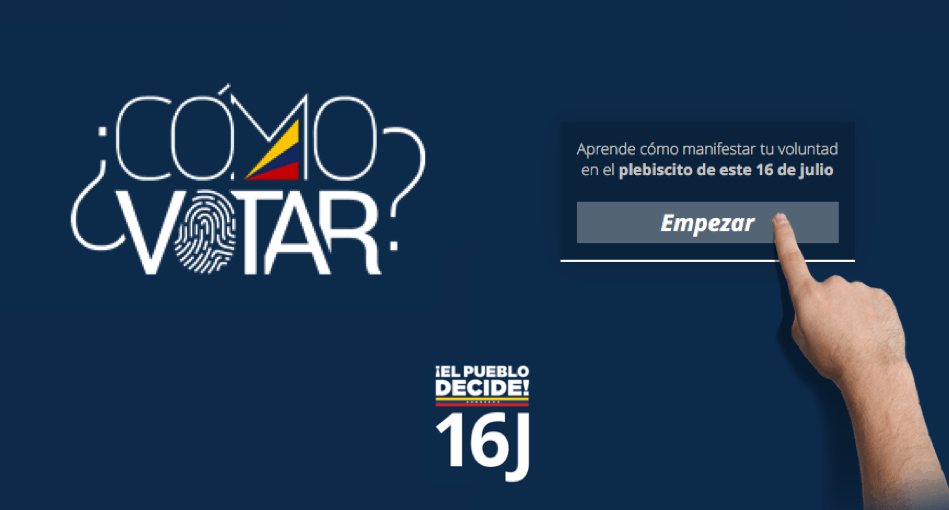 ¿CÓMO
VOTAR?
Aprende cómo manifestar tu voluntad
en el plebiscito de este 16 de julio
Empezar
¡EL PUEBLO
DECIDE!
16J